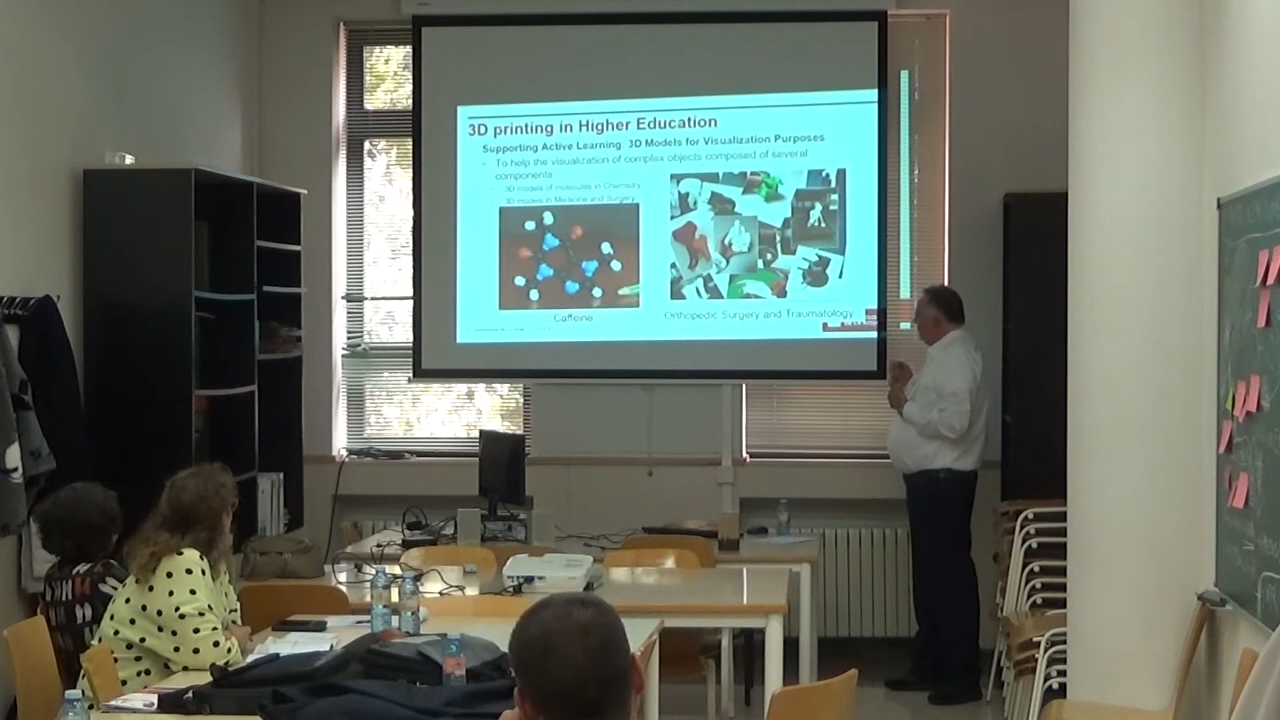 3D printing in Higher Education
Supporting Active Learning: 3D Models for Visualization Purposes
To help the visualization of complex objects composed of several
components
3D models of molecules in Chemistry
3D models in Medicine and Surgery
Caffeine
Orthopedic Surgery and Traumatology